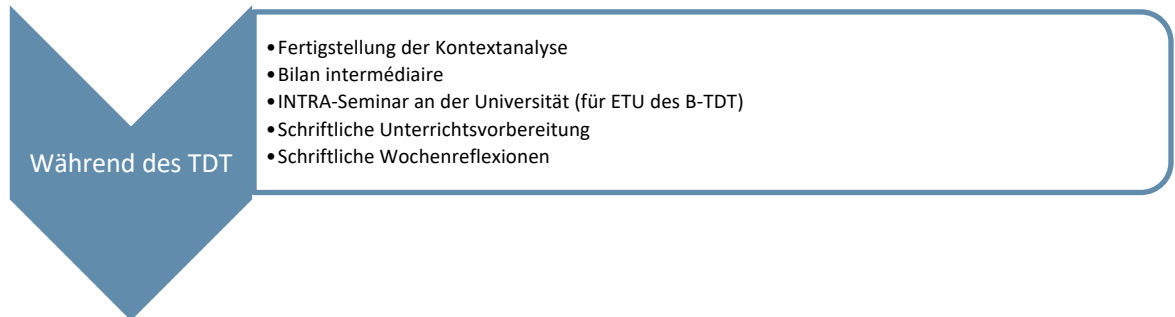 Während des TDT
•Fertigstellung der Kontextanalyse
•Bilan intermédiaire
•INTRA-Seminar an der Universität (für ETU des B-TDT)
•Schriftliche Unterrichtsvorbereitung
•Schriftliche Wochenreflexionen